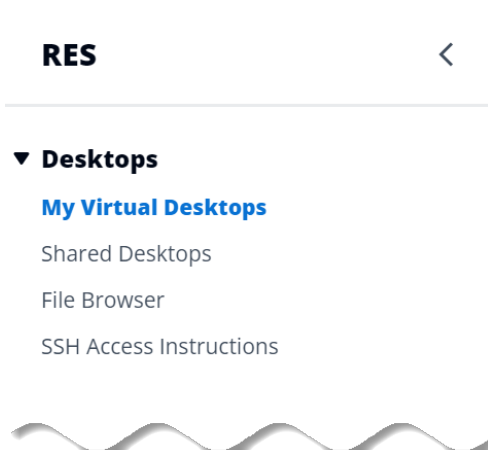 RES
Desktops
My Virtual Desktops
Shared Desktops
File Browser
SSH Access Instructions